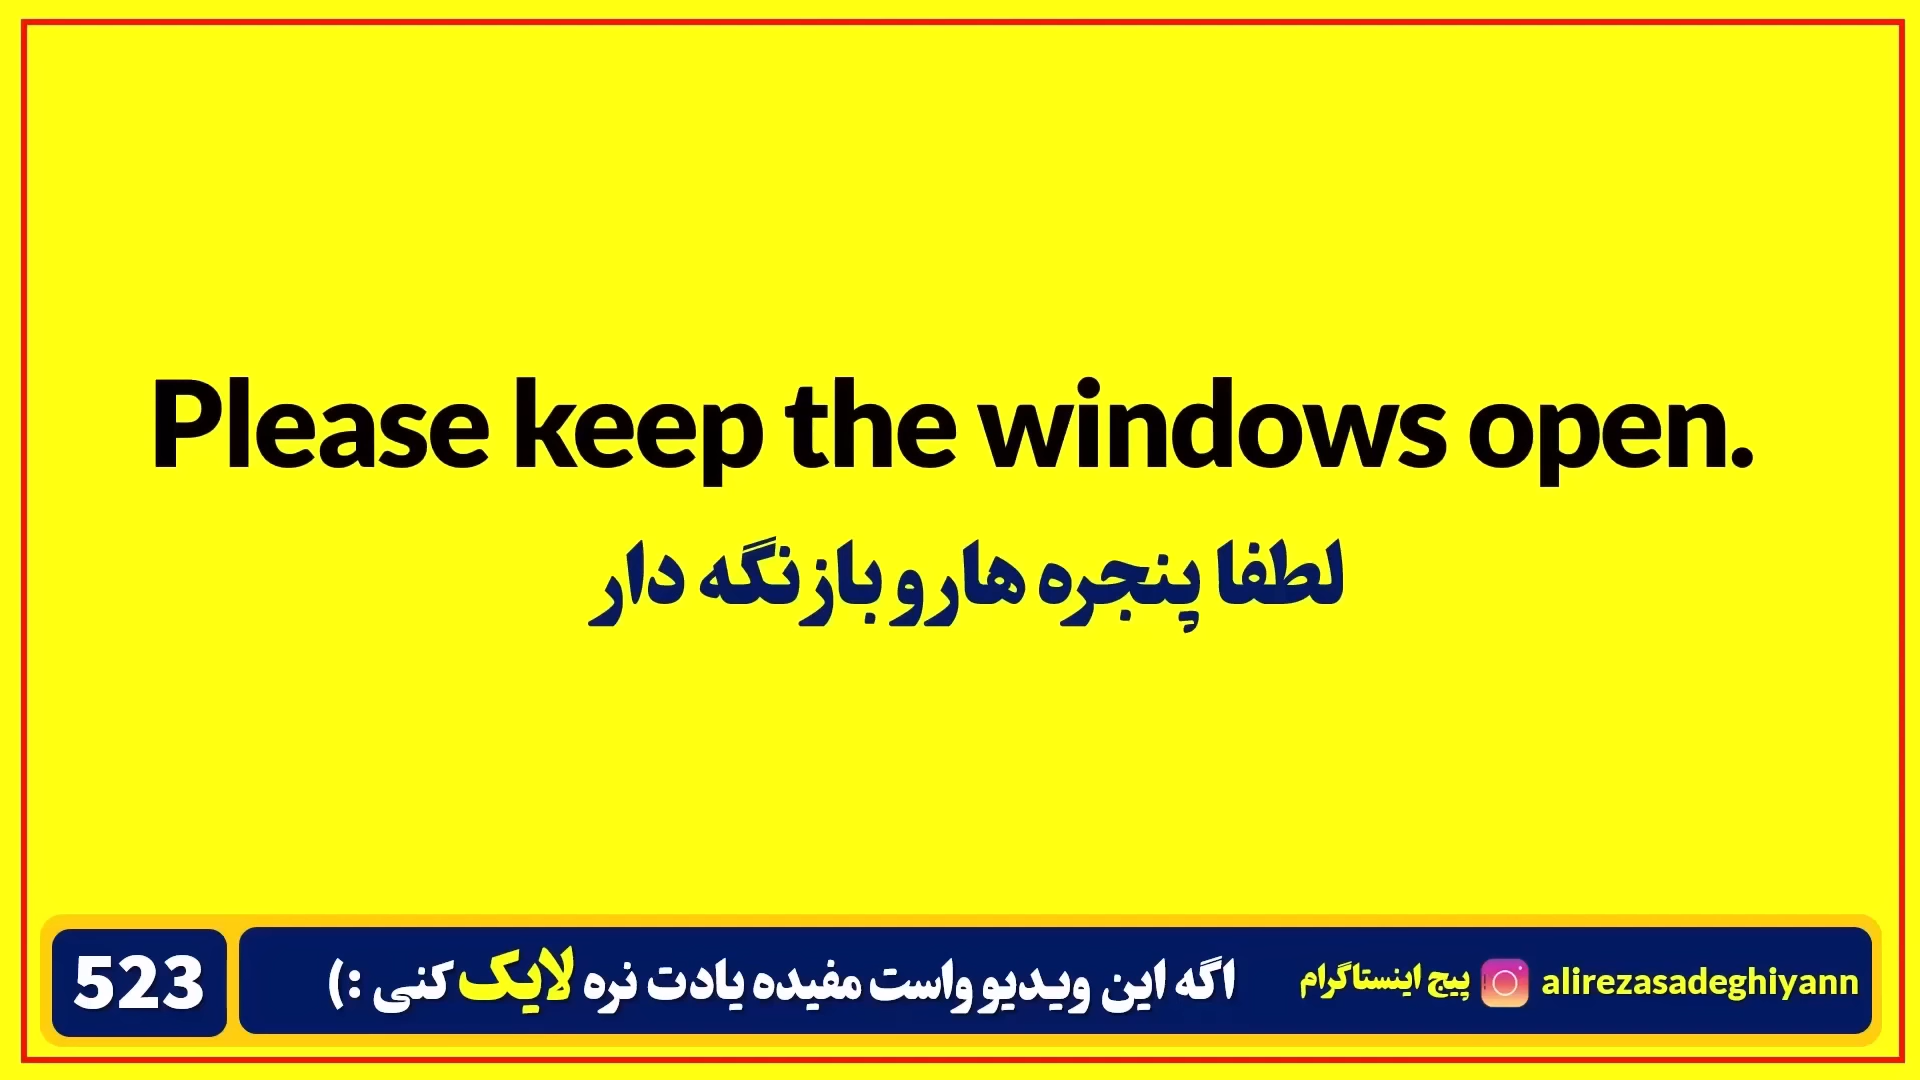 Please keep the windows open.
لطفا پنجره هارو باز نگه دار
523
اگه این ویدیو واست مفیده یادت نره لایک کنی :)
پیج اینستاگرام
alirezasadeghiyann